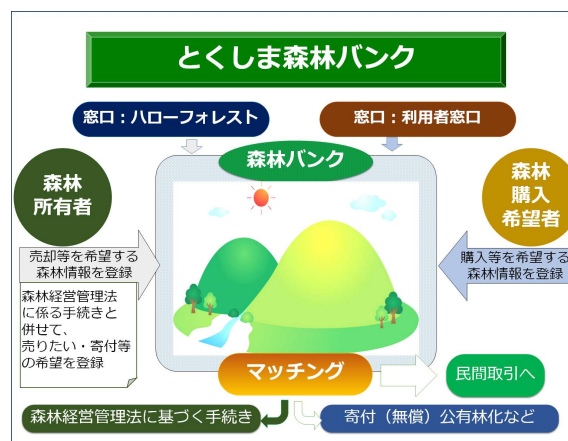 とくしま森林バンク
窓口：ハローフォレスト
窓口：利用者窓口
森林バンク
森林
所有者
森林
購入
希望者
売却等を希望する
森林情報を登録
購入等を希望する
森林情報を登録
森林経営管理法
に係る手続きと
併せて、
売りたい・寄付等
の希望を登録
マッチング
民間取引へ
森林経営管理法に基づく手続き
寄付（無償）公有林化など